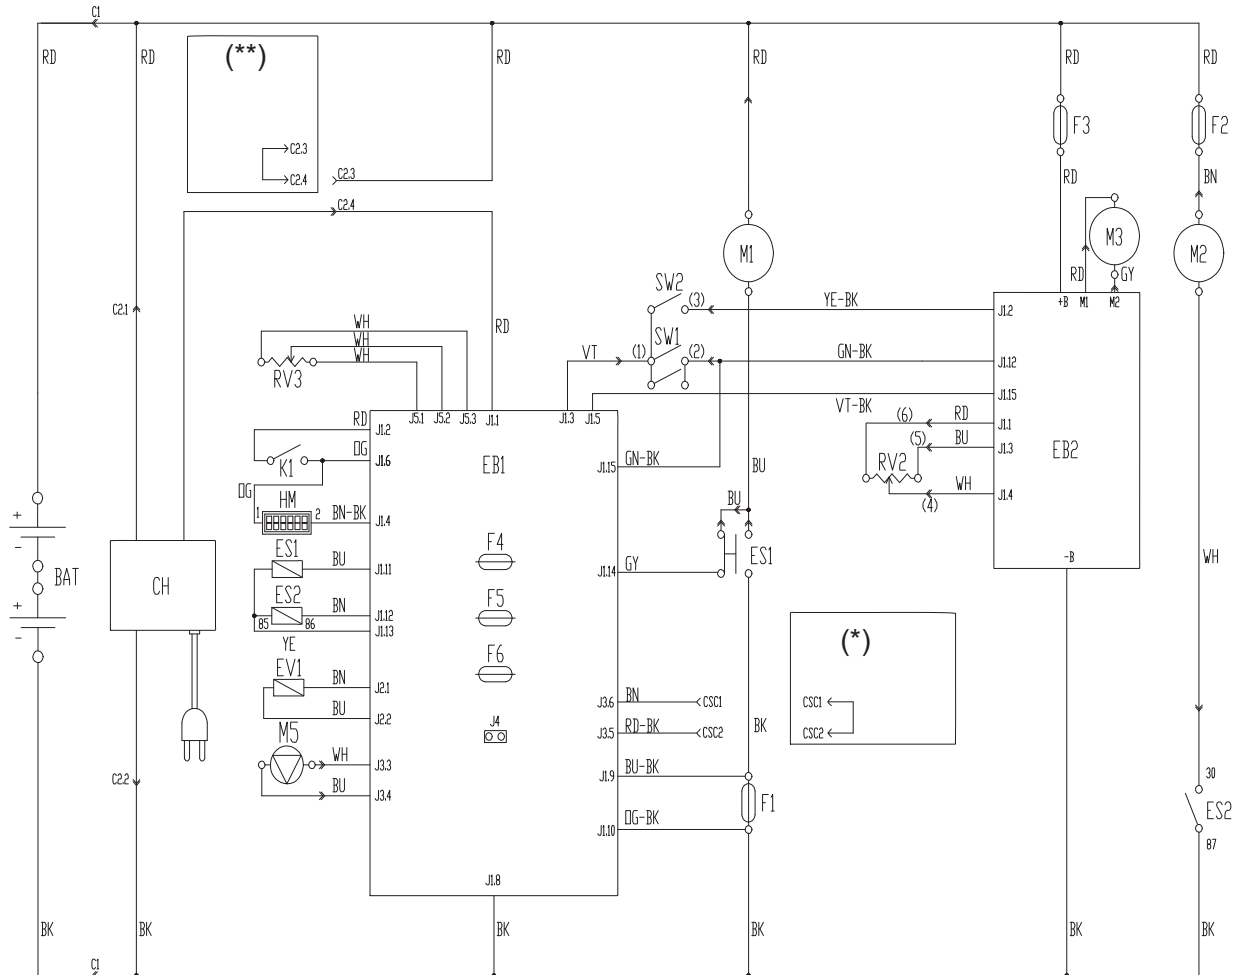 C1
RD
RD
(**)
RD
RD
RD
RD
C2.3
C2.4
C2.3
C2.4
F3
F2
RD
BN
M1
M3
M2
RD
GY
+B
M1
M2
C2.1
SW2
(3)
YE-BK
J1.2
WH
WH
WH
RD
SW1
VT
(1)
(2)
GN-BK
J1.12
RV3
VT-BK
J1.15
J5.1
J5.2
J5.3
J1.1
J1.3
J1.5
RD
J1.2
(6)
RD
J1.1
OG
J1.6
(5)
BU
J1.3
K1
EB1
GN-BK
J1.15
BU
RV2
EB2
OG
HM
1
2
BN-BK
J1.4
WH
J1.4
(4)
BU
+
-
BAT
+
-
CH
ES1
BU
J1.11
F4
GY
J1.14
ES1
-B
WH
ES2
BN
J1.12
85
86
J1.13
YE
F5
(*)
EV1
BN
J2.1
BU
J2.2
F6
J3.6
BN
CSC1
CSC1
J3.5
RD-BK
CSC2
CSC2
BK
J4
M5
WH
J3.3
BU
J3.4
C2.2
J1.9
BU-BK
F1
J1.10
OG-BK
30
ES2
87
J1.8
BK
BK
BK
BK
BK
BK
C1